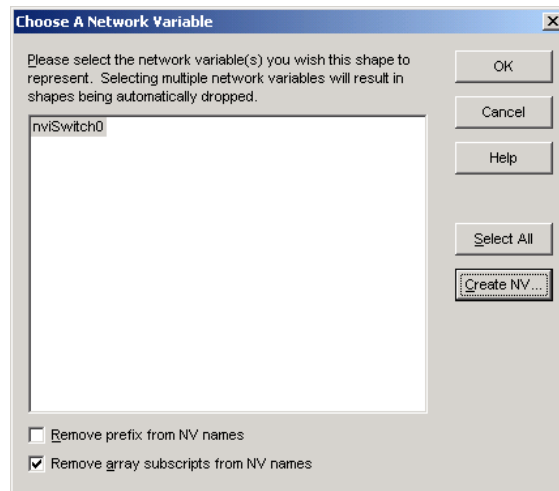 Choose A Network Variable
Please select the network variable(s) you wish this shape to
represent. Selecting multiple network variables will result in
shapes being automatically dropped.
OK
Cancel
Help
nviSwitch0
Select All
Create NV...
Remove prefix from NV names
Remove array subscripts from NV names